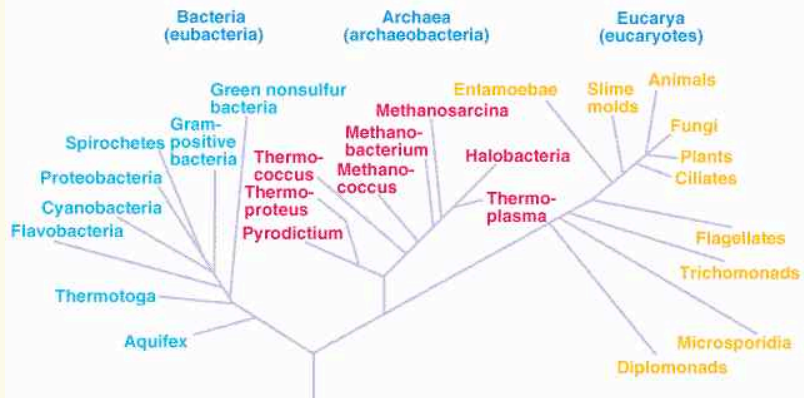 Bacteria
(eubacteria)
Archaea
(archaeobacteria)
Eucarya
(eucaryotes)
Green nonsulfur
bacteria
Gram-
positive
bacteria
Spirochetes
Proteobacteria
Cyanobacteria
Flavobacteria
Thermotoga
Aquifex
Methanosarcina
Methano-
bacterium
Methano-
coccus
Thermo-
coccus
Thermo-
proteus
Pyrodictium
Halobacteria
Thermo-
plasma
Entamoebae
Slime
molds
Animals
Fungi
Plants
Ciliates
Flagellates
Trichomonads
Microsporidia
Diplomonads